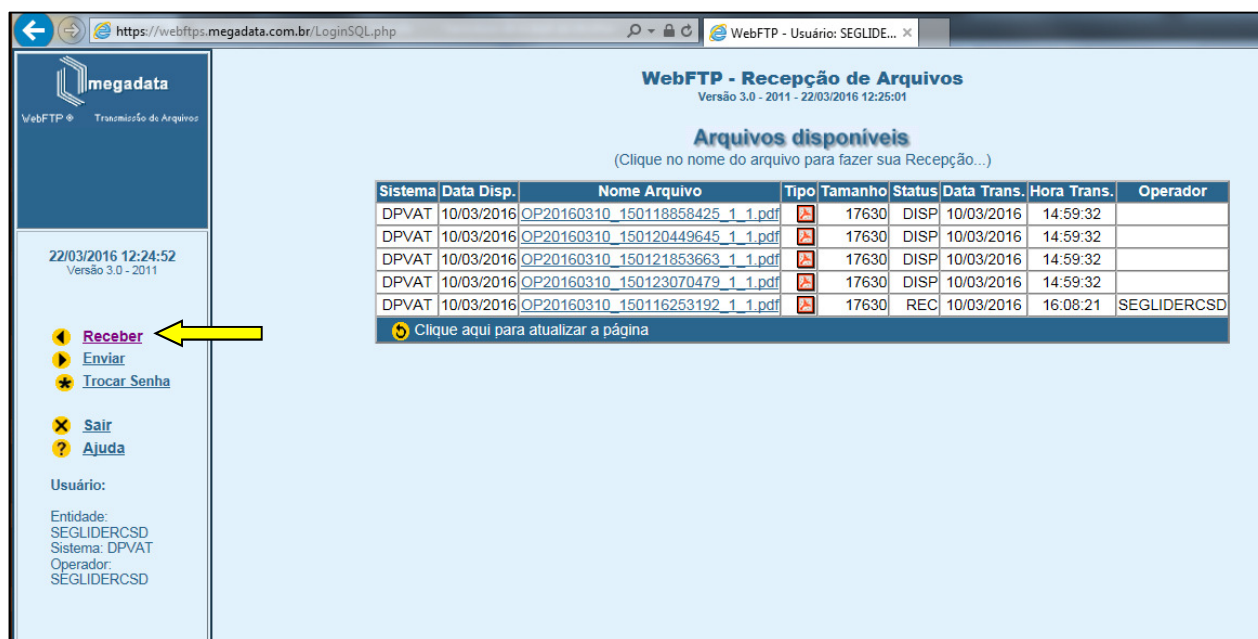 https://webftps.megadata.com.br/LoginSQL.php
WebFTP - Usuário: SEGLIDE...
megadata
WebFTP
Transmissão de Arquivos
22/03/2016 12:24:52
Versão 3.0 - 2011
Receber
Enviar
Trocar Senha
Sair
Ajuda
Usuário:
Entidade:
SEGLIDERCSD
Sistema: DPVAT
Operador:
SEGLIDERCSD
WebFTP - Recepção de Arquivos
Versão 3.0 - 2011 - 22/03/2016 12:25:01
Arquivos disponíveis
(Clique no nome do arquivo para fazer sua Recepção...)
Sistema Data Disp. Nome Arquivo Tipo Tamanho Status Data Trans. Hora Trans. Operador
DPVAT 10/03/2016 OP20160310_150118858425_1_1.pdf 17630 DISP 10/03/2016 14:59:32
DPVAT 10/03/2016 OP20160310_150120449645_1_1.pdf 17630 DISP 10/03/2016 14:59:32
DPVAT 10/03/2016 OP20160310_150121853663_1_1.pdf 17630 DISP 10/03/2016 14:59:32
DPVAT 10/03/2016 OP20160310_150123070479_1_1.pdf 17630 DISP 10/03/2016 14:59:32
DPVAT 10/03/2016 OP20160310_150116253192_1_1.pdf 17630 REC 10/03/2016 16:08:21 SEGLIDERCSD
Clique aqui para atualizar a página